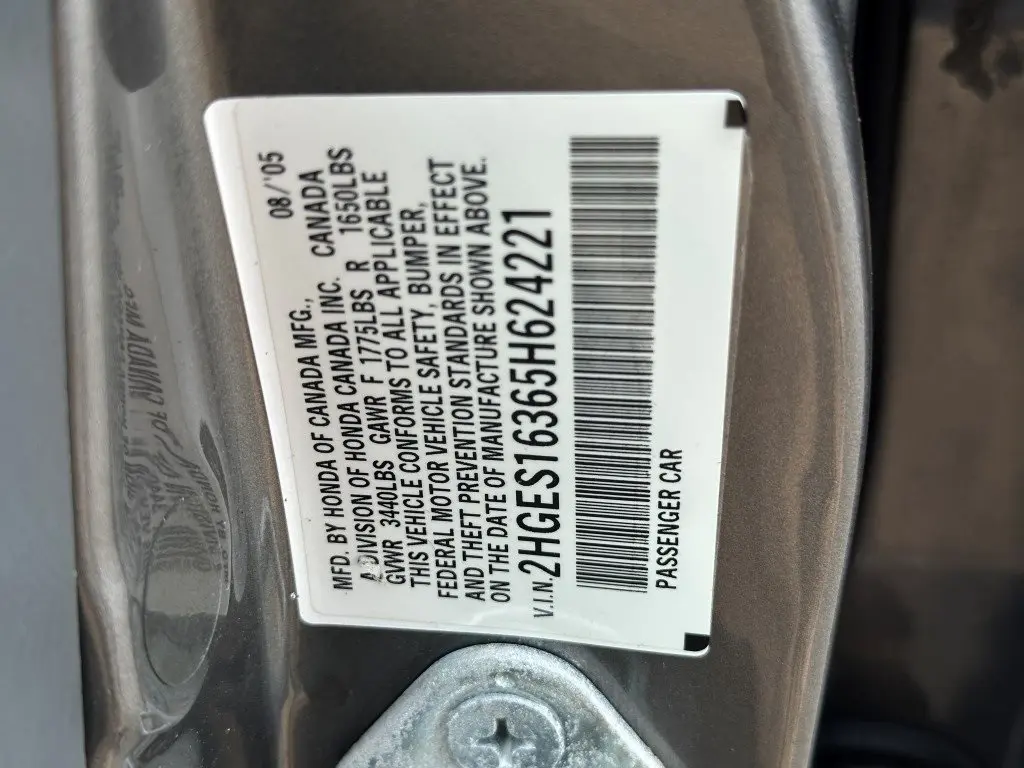 08/'05
MFD. BY HONDA OF CANADA MFG.,
A DIVISION OF HONDA CANADA INC. CANADA
GVWR 3440LBS GAWR F 1775LBS R 1650LBS
THIS VEHICLE CONFORMS TO ALL APPLICABLE
FEDERAL MOTOR VEHICLE SAFETY, BUMPER,
AND THEFT PREVENTION STANDARDS IN EFFECT
ON THE DATE OF MANUFACTURE SHOWN ABOVE.
V.I.N. 2HGES16365H624221
PASSENGER CAR